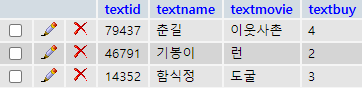 textid textname textmovie textbuy
79437 춘길 이웃사촌 4
46791 기봉이 런 2
14352 함식정 도굴 3